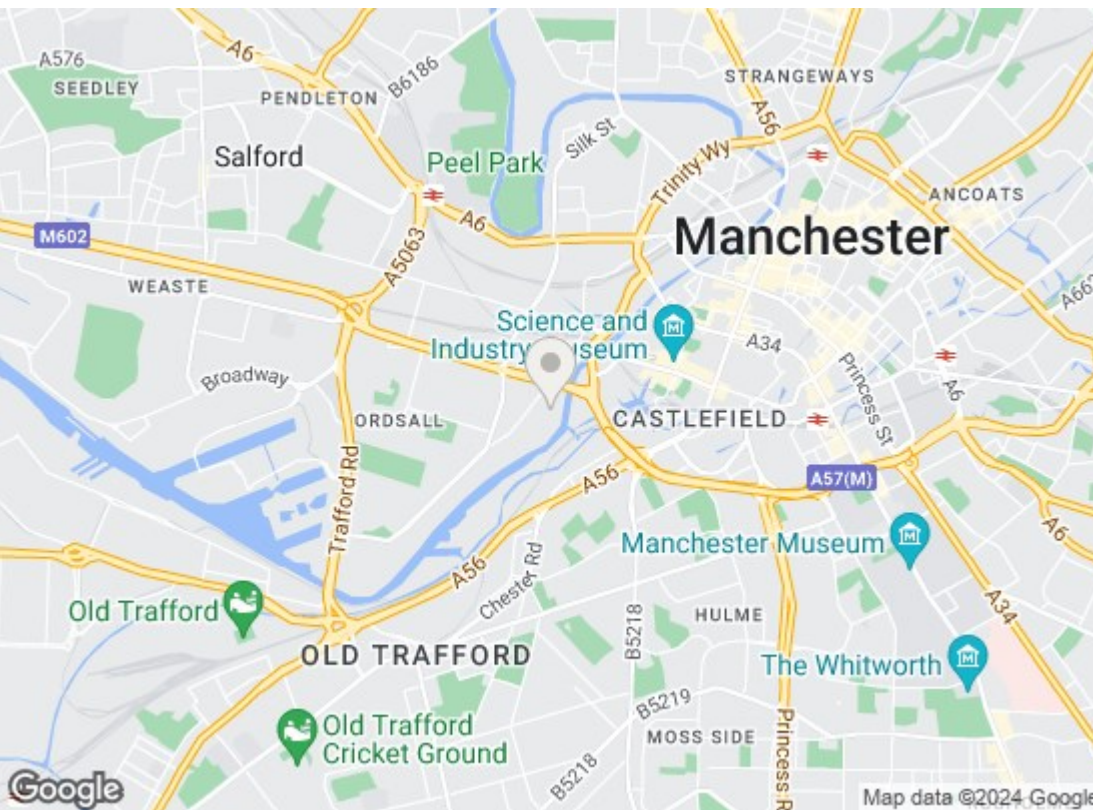 A576
SEEDLEY
A6
PENDLETON
B6186
STRANGEWAYS
A56
Salford
Peel Park
Silk St
Trinity Wy
ANCOATS
A6
Manchester
M602
A5063
WEASTE
Science and
Industry Museum
A34
A66
Broadway
Princess St
A6
ORDSALL
CASTLEFIELD
Trafford Rd
A56
A57(M)
Manchester Museum
A6
A56
Chester Rd
Old Trafford
HULME
B5218
A34
OLD TRAFFORD
The Whitworth
B5219
Old Trafford
Cricket Ground
MOSS SIDE
Princess R
B5218
Google
Map data ©2024 Google